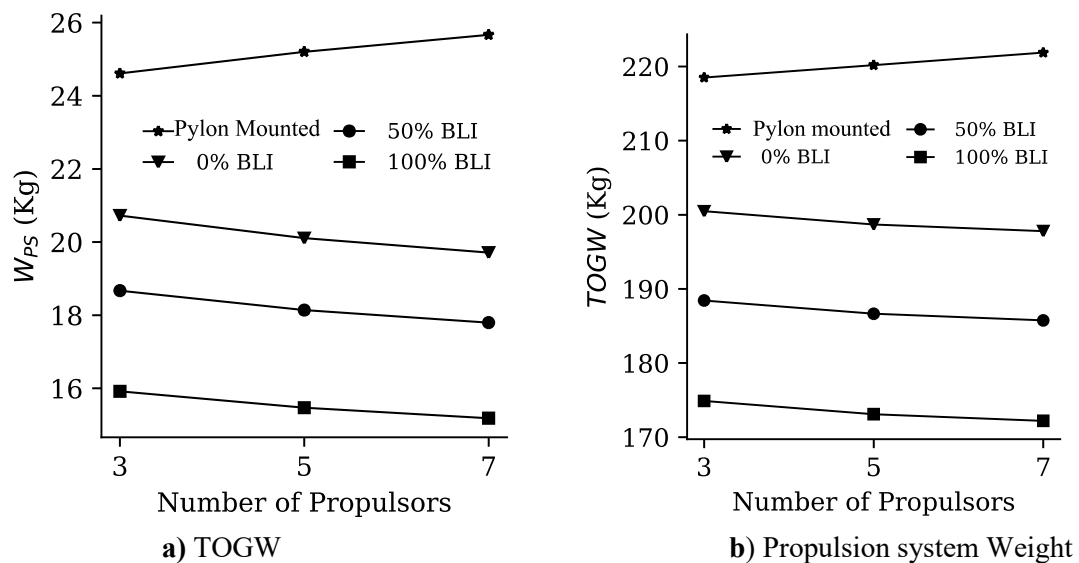 26
24
22
20
18
16
W_PS (Kg)
Pylon Mounted
50% BLI
0% BLI
100% BLI
3 5 7
Number of Propulsors
a) TOGW
220
210
200
190
180
170
TOGW (Kg)
Pylon mounted
50% BLI
0% BLI
100% BLI
3 5 7
Number of Propulsors
b) Propulsion system Weight